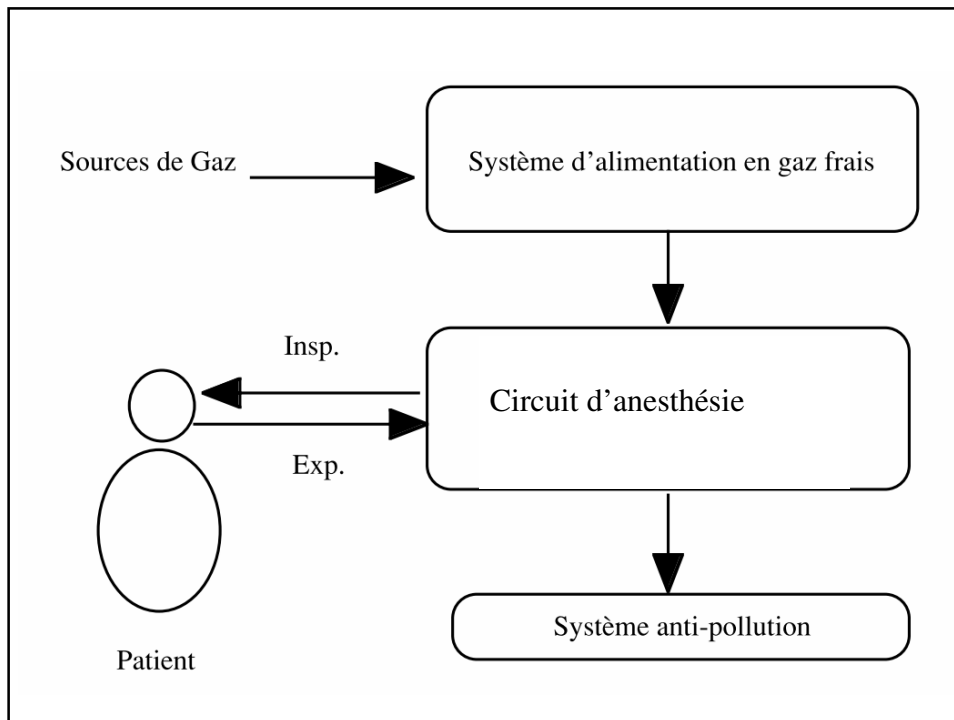 Sources de Gaz
Système d’alimentation en gaz frais
Insp.
Circuit d’anesthésie
Exp.
Système anti-pollution
Patient